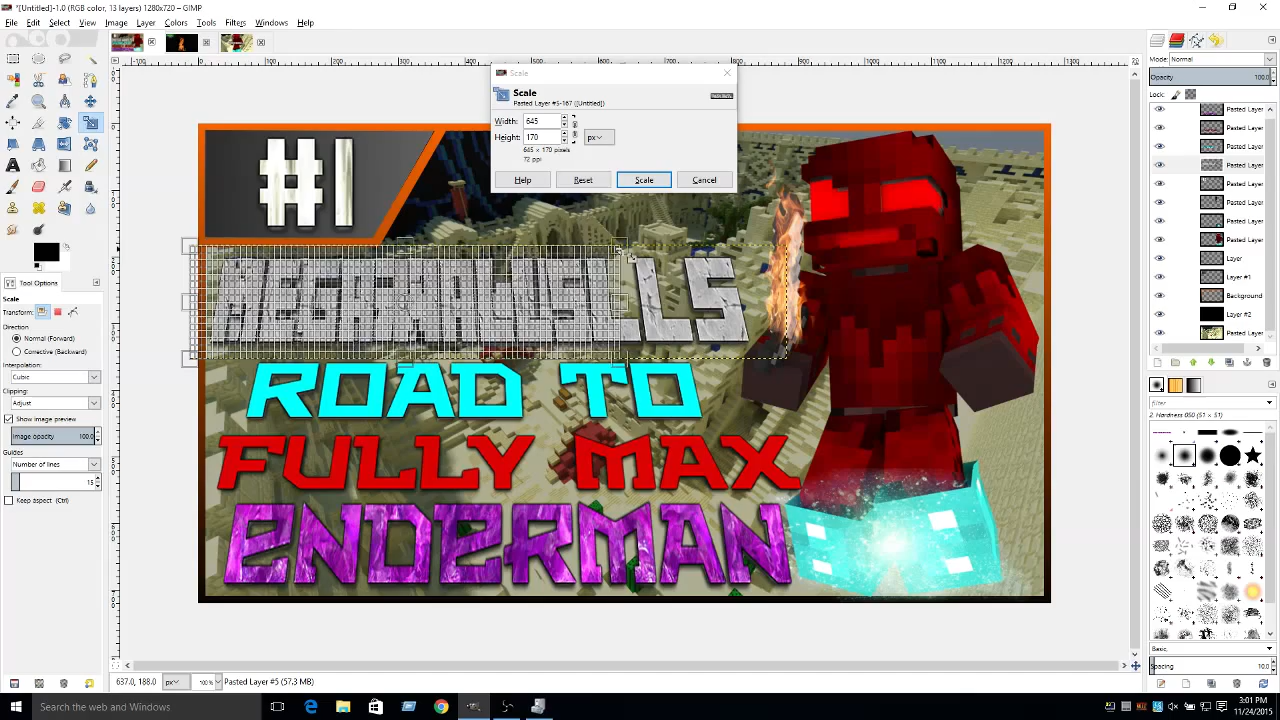 *[Untitled]-1.0 (RGB color, 13 layers) 1280x720 – GIMP
File Edit Select View Image Layer Colors Tools Filters Windows Help
Scale
Scale
Pasted Layer #5-167 ([Untitled])
Width: 645
Height: 170
px
645 × 170 pixels
72 ppi
Help Reset Scale Cancel
#1
ROAD TO
FULLY MAX
ENDERMAN
Tool Options
Scale
Transform:
Direction
Normal (Forward)
Corrective (Backward)
Interpolation:
Cubic
Clipping:
Adjust
Show image preview
Image opacity 100.0
Guides
Number of lines
15
Keep aspect (Ctrl)
Mode: Normal
Opacity 100.0
Lock:
Pasted Layer
Pasted Layer
Pasted Layer
Pasted Layer
Pasted Layer
Pasted Layer
Pasted Layer
Pasted Layer
Layer
Layer #1
Background
Layer #2
Pasted Layer
filter
2. Hardness 050 (51 × 51)
Basic,
Spacing 10.0
637.0, 188.0 px 100% Pasted Layer #5 (57.3 MB)
Search the web and Windows
3:01 PM
11/24/2015